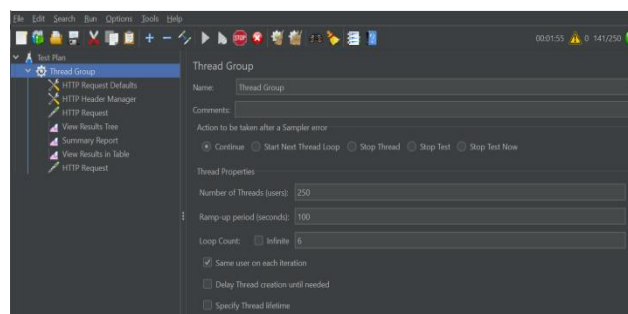 File Edit Search Run Options Tools Help
STOP
00:01:55 0 141/250
Test Plan
Thread Group
HTTP Request Defaults
HTTP Header Manager
HTTP Request
View Results Tree
Summary Report
View Results in Table
HTTP Request
Thread Group
Name: Thread Group
Comments:
Action to be taken after a Sampler error
Continue Start Next Thread Loop Stop Thread Stop Test Stop Test Now
Thread Properties
Number of Threads (users): 250
Ramp-up period (seconds): 100
Loop Count: Infinite 6
Same user on each iteration
Delay Thread creation until needed
Specify Thread lifetime